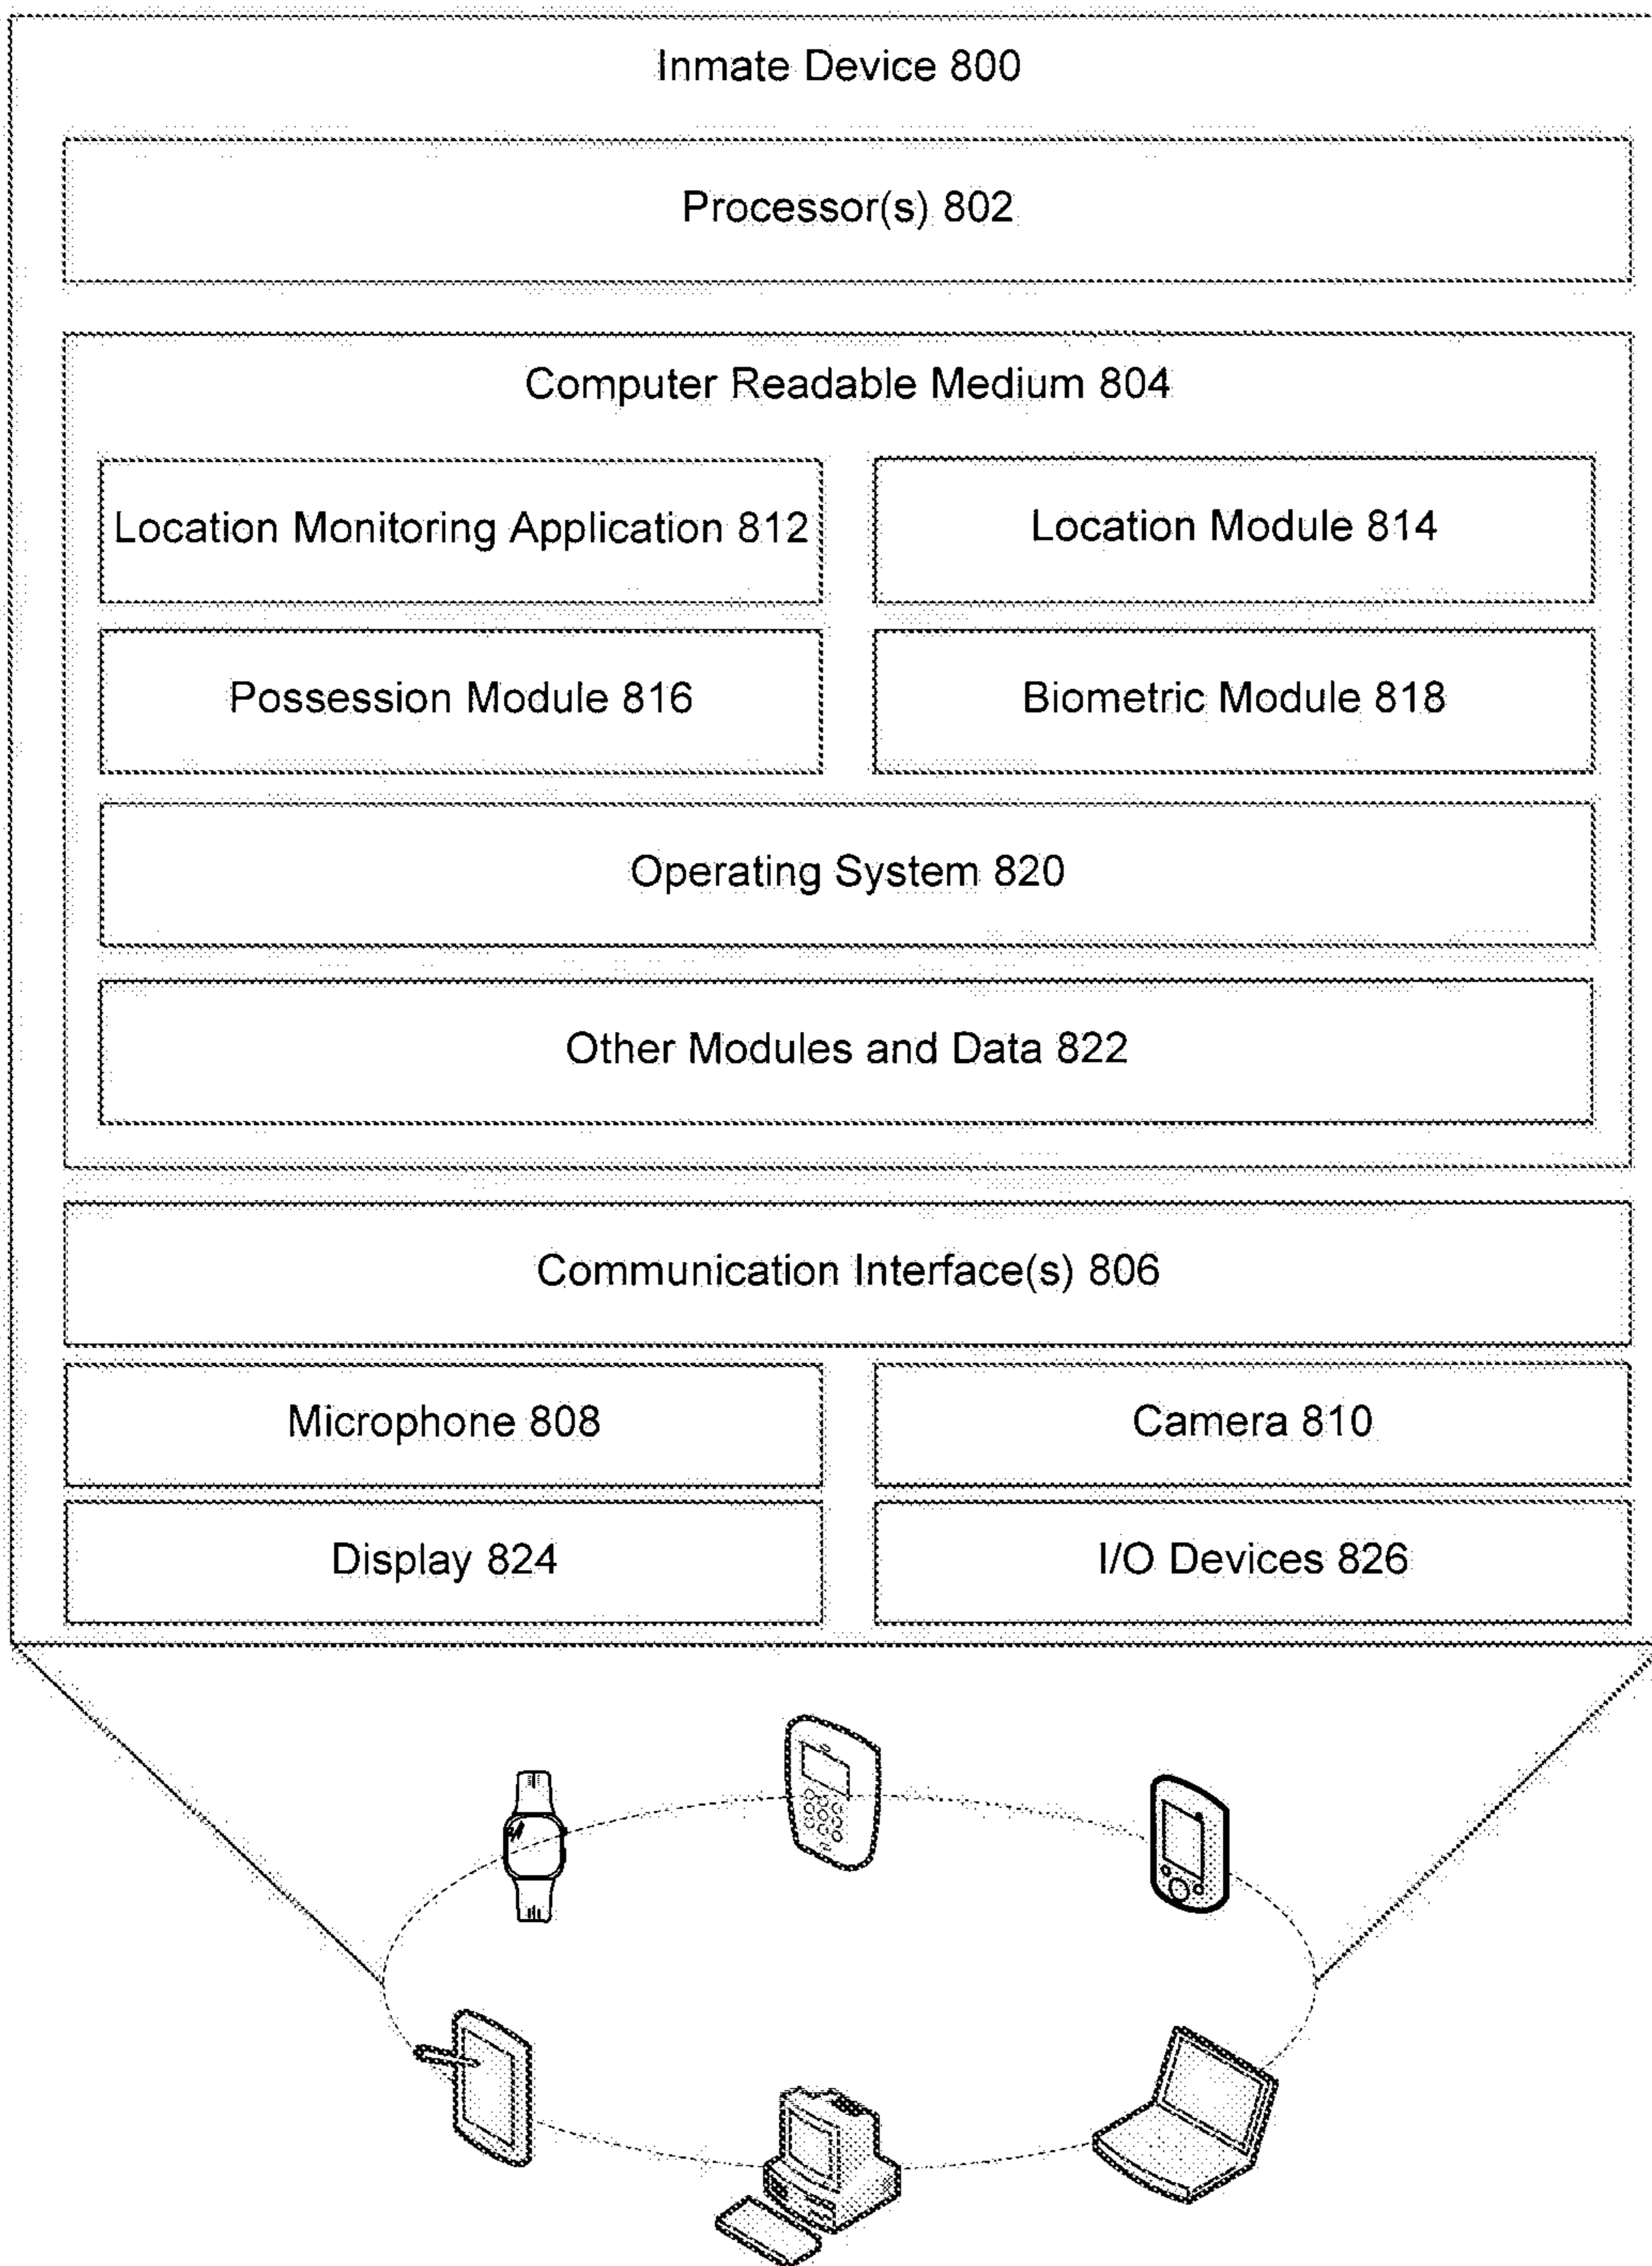 Inmate Device 800
Processor(s) 802
Computer Readable Medium 804
Location Monitoring Application 812
Location Module 814
Possession Module 816
Biometric Module 818
Operating System 820
Other Modules and Data 822
Communication Interface(s) 806
Microphone 808
Camera 810
Display 824
I/O Devices 826